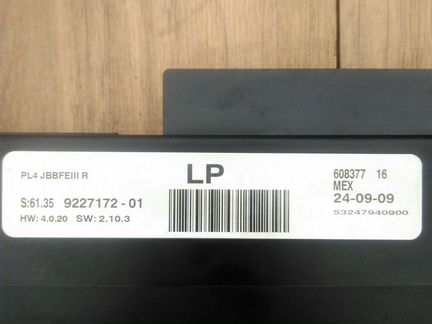 PL4 JBBFEIII R
LP
608377 16
MEX
S:61.35 9227172-01
24-09-09
HW: 4.0.20 SW: 2.10.3
53247940900